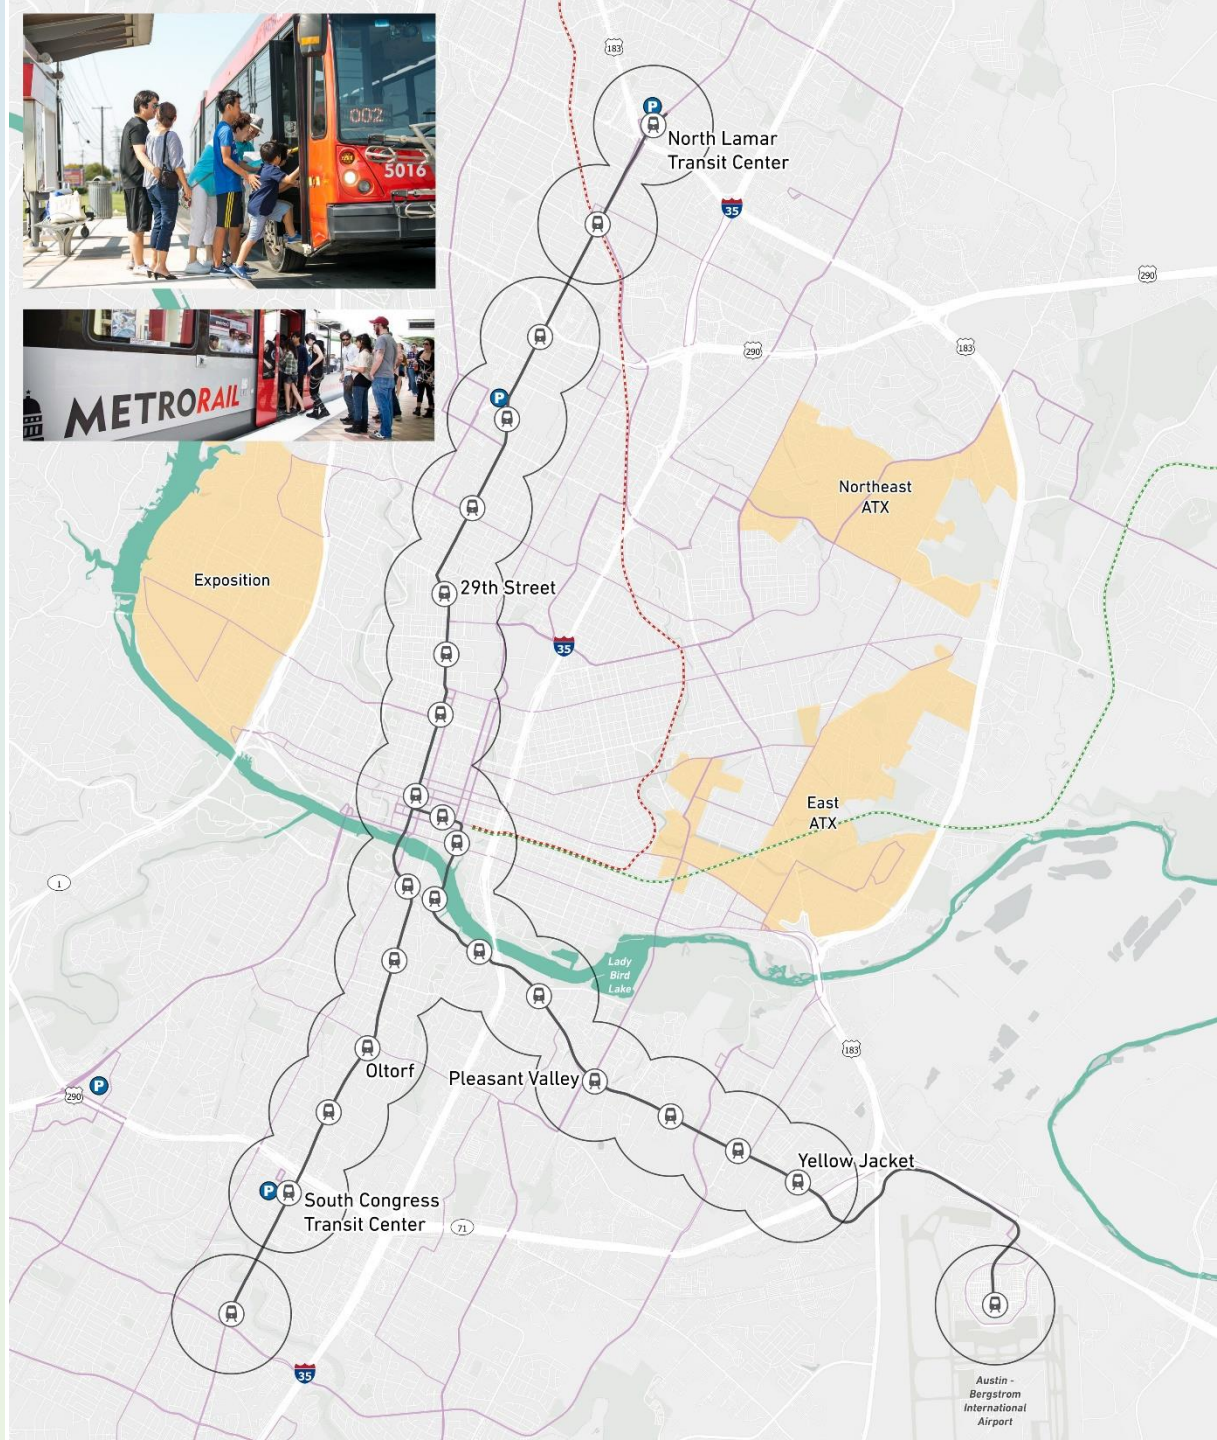 002
5016
METRORAIL
183
P
North Lamar
Transit Center
35
290
290
183
P
Northeast
ATX
Exposition
29th Street
35
East
ATX
1
Lady
Bird
Lake
Oltorf
Pleasant Valley
183
P
290
Yellow Jacket
P
South Congress
Transit Center
71
35
Austin -
Bergstrom
International
Airport